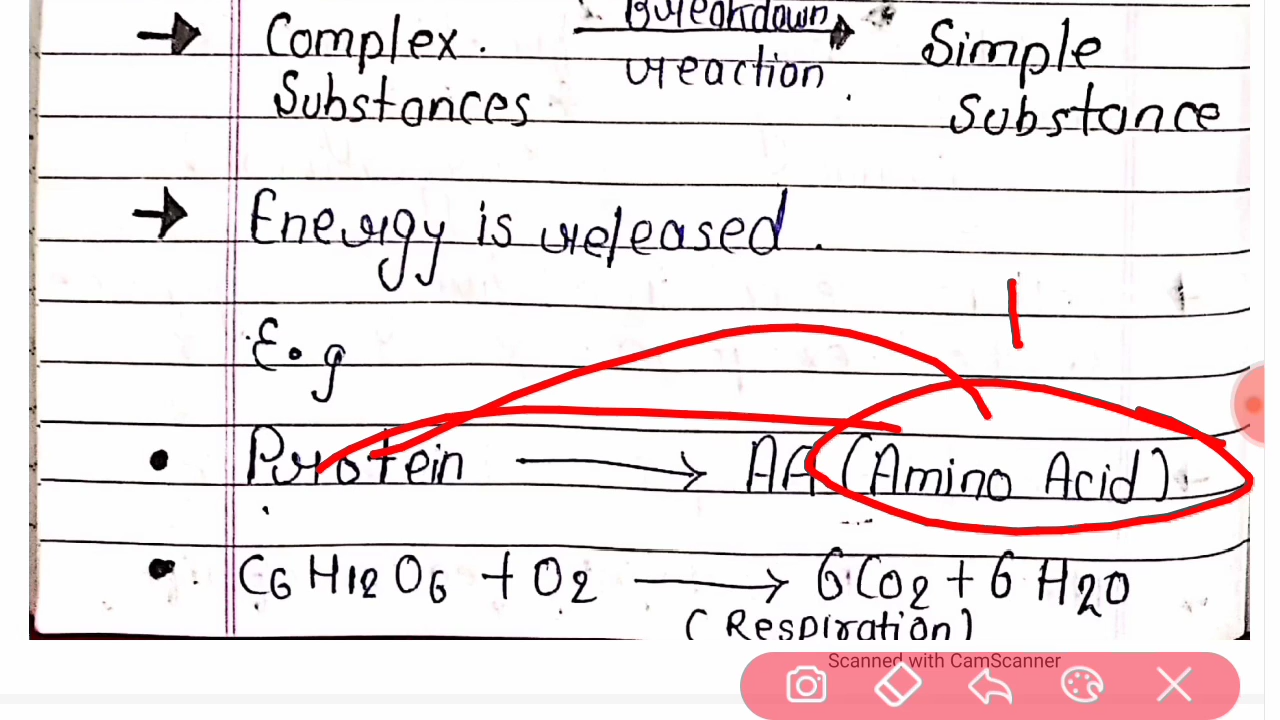 → Complex. Breakdown → Simple
Substances reaction. Substance
→ Energy is released.
E.g
• Protein → AA (Amino Acid)
• C6H12O6 + O2 → 6CO2 + 6H2O
(Respiration)
Scanned with CamScanner